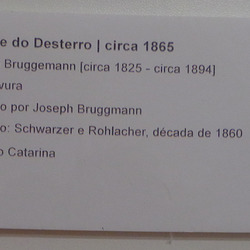 e do Desterro | circa 1865
Bruggemann [circa 1825 - circa 1894]
vura
o por Joseph Bruggmann
o: Schwarzer e Rohlacher, década de 1860
o Catarina